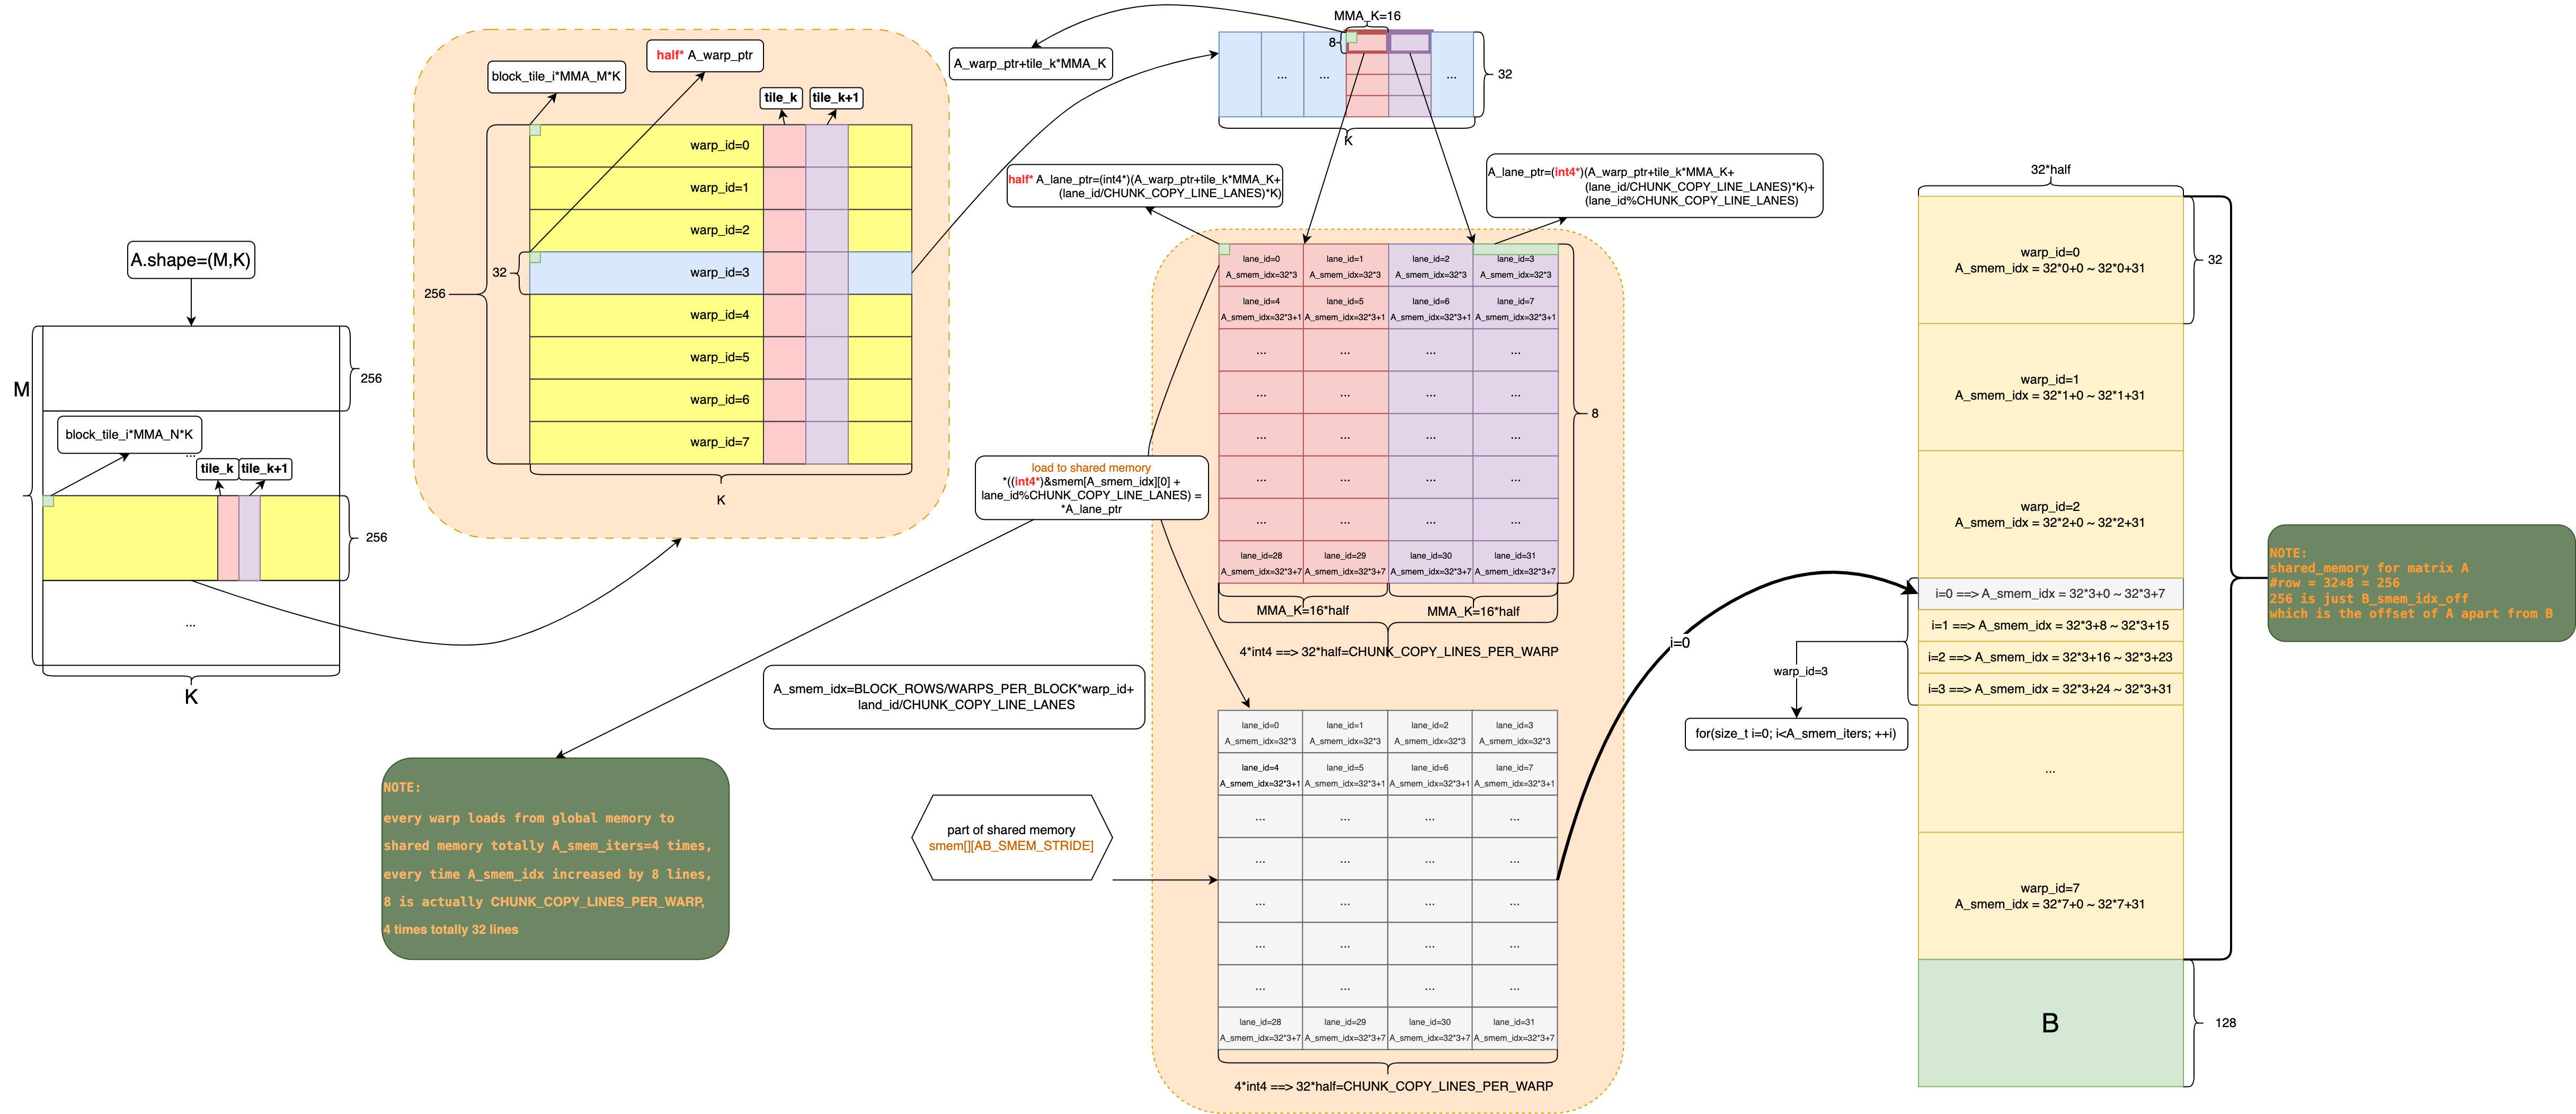 A.shape=(M,K)
M
256
block_tile_i*MMA_N*K
...
tile_k
tile_k+1
256
...
K
block_tile_i*MMA_M*K
half* A_warp_ptr
tile_k
tile_k+1
256
32
warp_id=0
warp_id=1
warp_id=2
warp_id=3
warp_id=4
warp_id=5
warp_id=6
warp_id=7
K
A_warp_ptr+tile_k*MMA_K
MMA_K=16
8
...
...
...
32
K
half* A_lane_ptr=(int4*)(A_warp_ptr+tile_k*MMA_K+
(lane_id/CHUNK_COPY_LINE_LANES)*K)
A_lane_ptr=(int4*)(A_warp_ptr+tile_k*MMA_K+
(lane_id/CHUNK_COPY_LINE_LANES)*K)+
(lane_id%CHUNK_COPY_LINE_LANES)
lane_id=0
A_smem_idx=32*3
lane_id=1
A_smem_idx=32*3
lane_id=2
A_smem_idx=32*3
lane_id=3
A_smem_idx=32*3
lane_id=4
A_smem_idx=32*3+1
lane_id=5
A_smem_idx=32*3+1
lane_id=6
A_smem_idx=32*3+1
lane_id=7
A_smem_idx=32*3+1
... ... ... ...
... ... ... ...
... ... ... ...
... ... ... ...
... ... ... ...
lane_id=28
A_smem_idx=32*3+7
lane_id=29
A_smem_idx=32*3+7
lane_id=30
A_smem_idx=32*3+7
lane_id=31
A_smem_idx=32*3+7
8
MMA_K=16*half
MMA_K=16*half
4*int4 ==> 32*half=CHUNK_COPY_LINES_PER_WARP
load to shared memory
*((int4*)&smem[A_smem_idx][0] +
lane_id%CHUNK_COPY_LINE_LANES) =
*A_lane_ptr
A_smem_idx=BLOCK_ROWS/WARPS_PER_BLOCK*warp_id+
land_id/CHUNK_COPY_LINE_LANES
NOTE:
every warp loads from global memory to
shared memory totally A_smem_iters=4 times,
every time A_smem_idx increased by 8 lines,
8 is actually CHUNK_COPY_LINES_PER_WARP,
4 times totally 32 lines
part of shared memory
smem[][AB_SMEM_STRIDE]
lane_id=0
A_smem_idx=32*3
lane_id=1
A_smem_idx=32*3
lane_id=2
A_smem_idx=32*3
lane_id=3
A_smem_idx=32*3
lane_id=4
A_smem_idx=32*3+1
lane_id=5
A_smem_idx=32*3+1
lane_id=6
A_smem_idx=32*3+1
lane_id=7
A_smem_idx=32*3+1
... ... ... ...
... ... ... ...
... ... ... ...
... ... ... ...
... ... ... ...
lane_id=28
A_smem_idx=32*3+7
lane_id=29
A_smem_idx=32*3+7
lane_id=30
A_smem_idx=32*3+7
lane_id=31
A_smem_idx=32*3+7
4*int4 ==> 32*half=CHUNK_COPY_LINES_PER_WARP
i=0
32*half
warp_id=0
A_smem_idx = 32*0+0 ~ 32*0+31
32
warp_id=1
A_smem_idx = 32*1+0 ~ 32*1+31
warp_id=2
A_smem_idx = 32*2+0 ~ 32*2+31
i=0 ==> A_smem_idx = 32*3+0 ~ 32*3+7
i=1 ==> A_smem_idx = 32*3+8 ~ 32*3+15
i=2 ==> A_smem_idx = 32*3+16 ~ 32*3+23
i=3 ==> A_smem_idx = 32*3+24 ~ 32*3+31
warp_id=3
for(size_t i=0; i<A_smem_iters; ++i)
...
warp_id=7
A_smem_idx = 32*7+0 ~ 32*7+31
B
128
NOTE:
shared_memory for matrix A
#row = 32*8 = 256
256 is just B_smem_idx_off
which is the offset of A apart from B